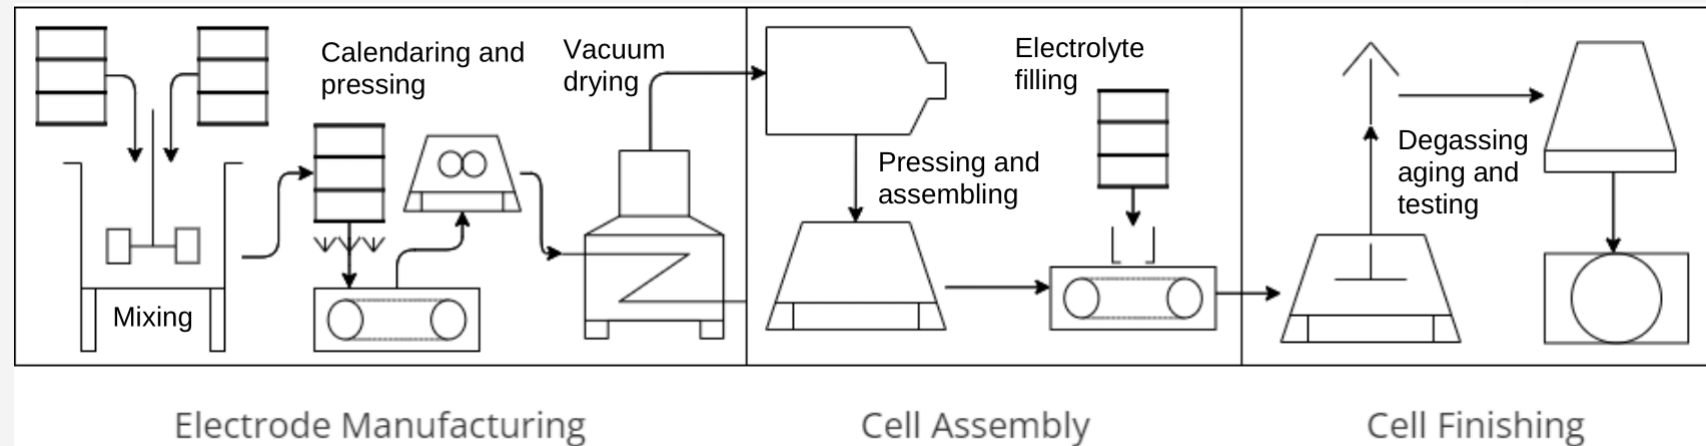 Calendaring and
pressing
Vacuum
drying
Mixing
Electrolyte
filling
Pressing and
assembling
Degassing
aging and
testing
Electrode Manufacturing
Cell Assembly
Cell Finishing